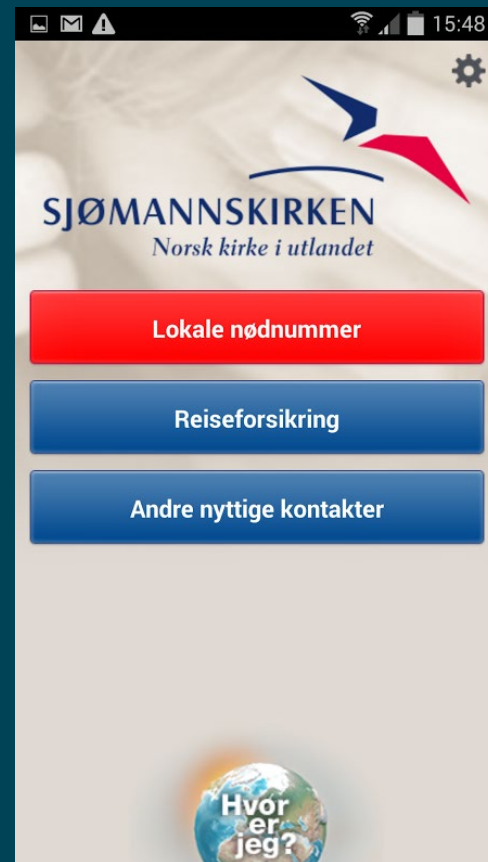 15:48
SJØMANNSKIRKEN
Norsk kirke i utlandet
Lokale nødnummer
Reiseforsikring
Andre nyttige kontakter
Hvor
er
jeg?